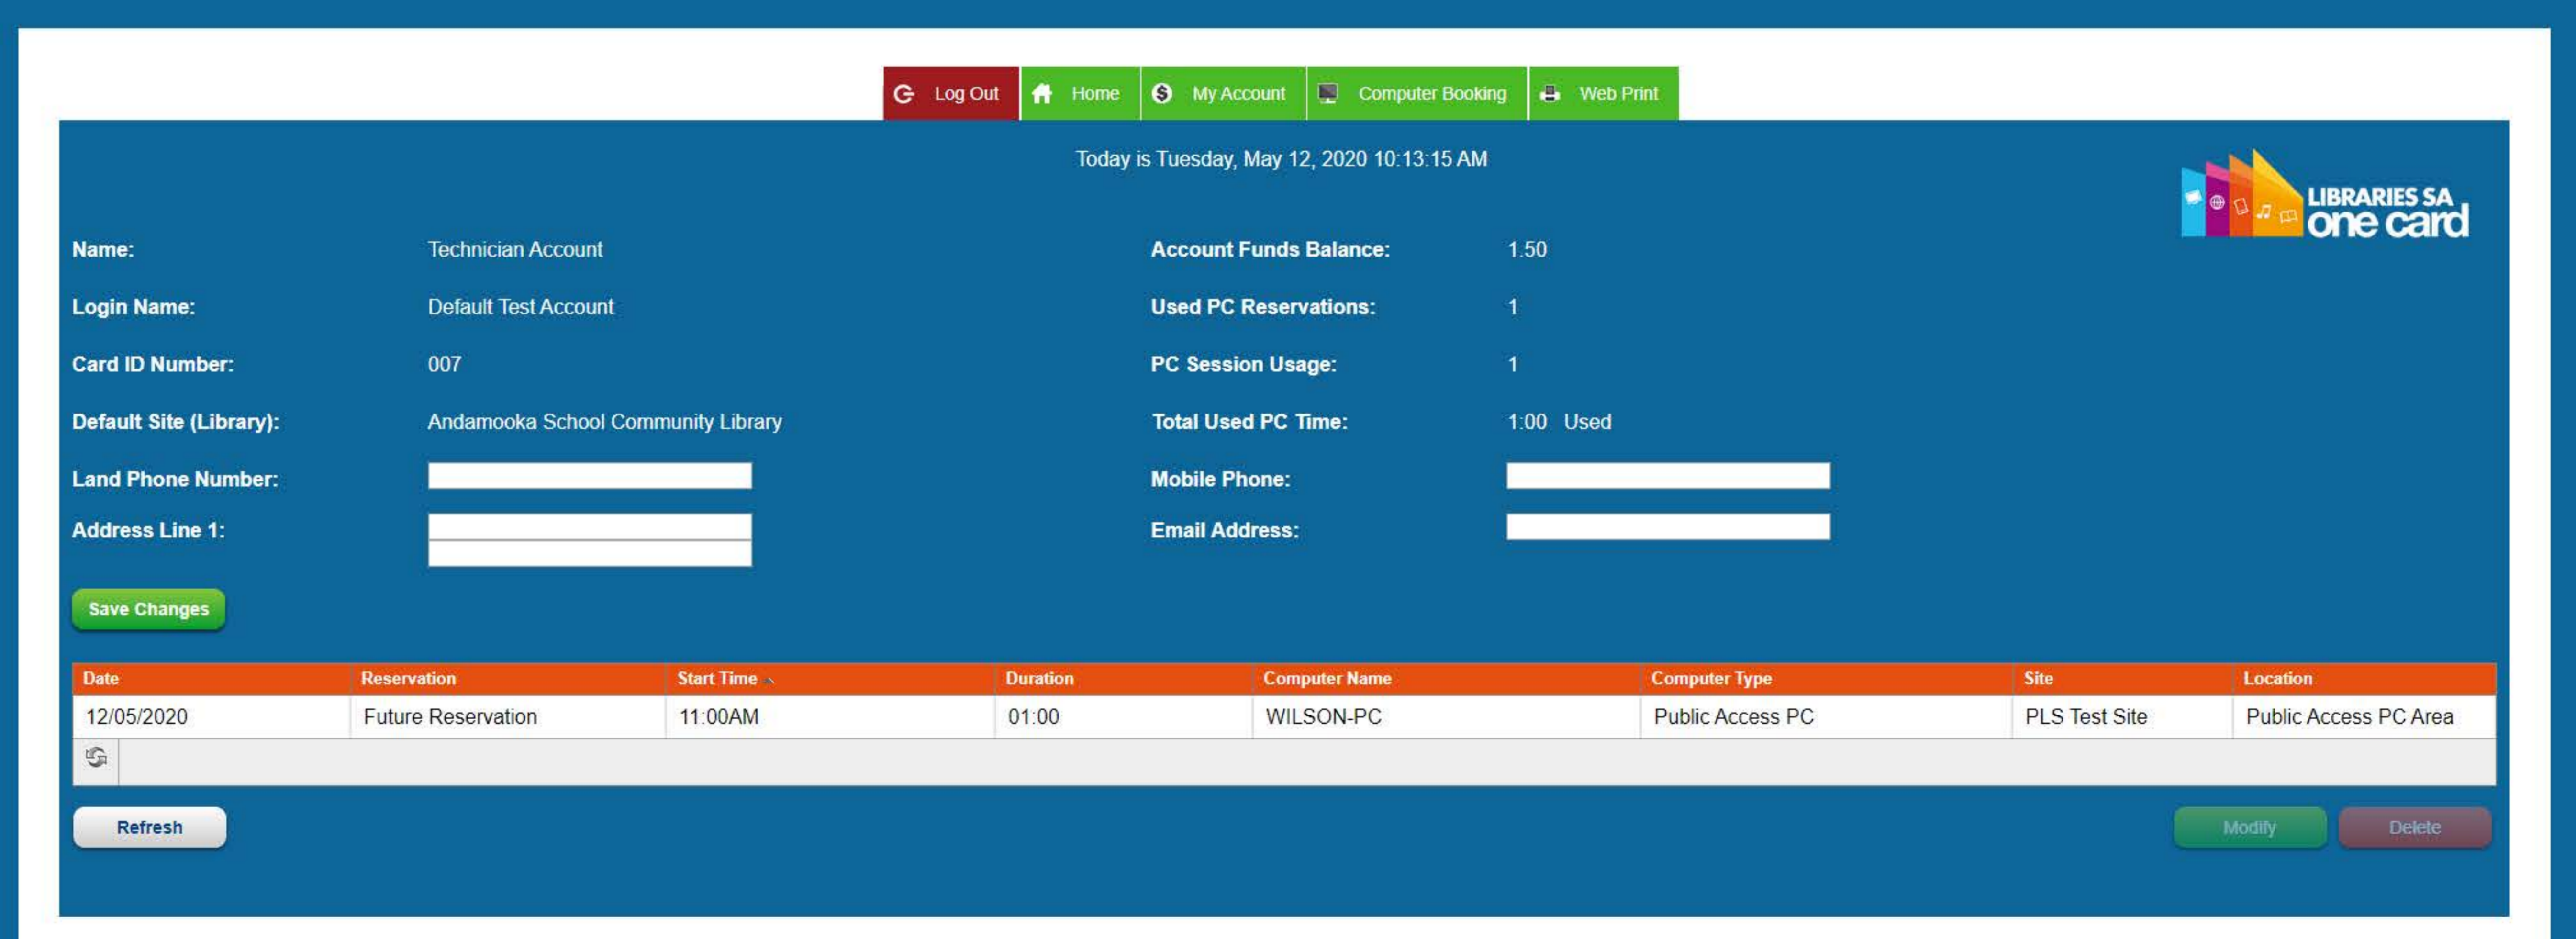 Log Out Home My Account Computer Booking Web Print
Today is Tuesday, May 12, 2020 10:13:15 AM
LIBRARIES SA
one card
Name: Technician Account Account Funds Balance: 1.50
Login Name: Default Test Account Used PC Reservations: 1
Card ID Number: 007 PC Session Usage: 1
Default Site (Library): Andamooka School Community Library Total Used PC Time: 1:00 Used
Land Phone Number: Mobile Phone:
Address Line 1: Email Address:
Save Changes
Date Reservation Start Time Duration Computer Name Computer Type Site Location
12/05/2020 Future Reservation 11:00AM 01:00 WILSON-PC Public Access PC PLS Test Site Public Access PC Area
Refresh Modify Delete